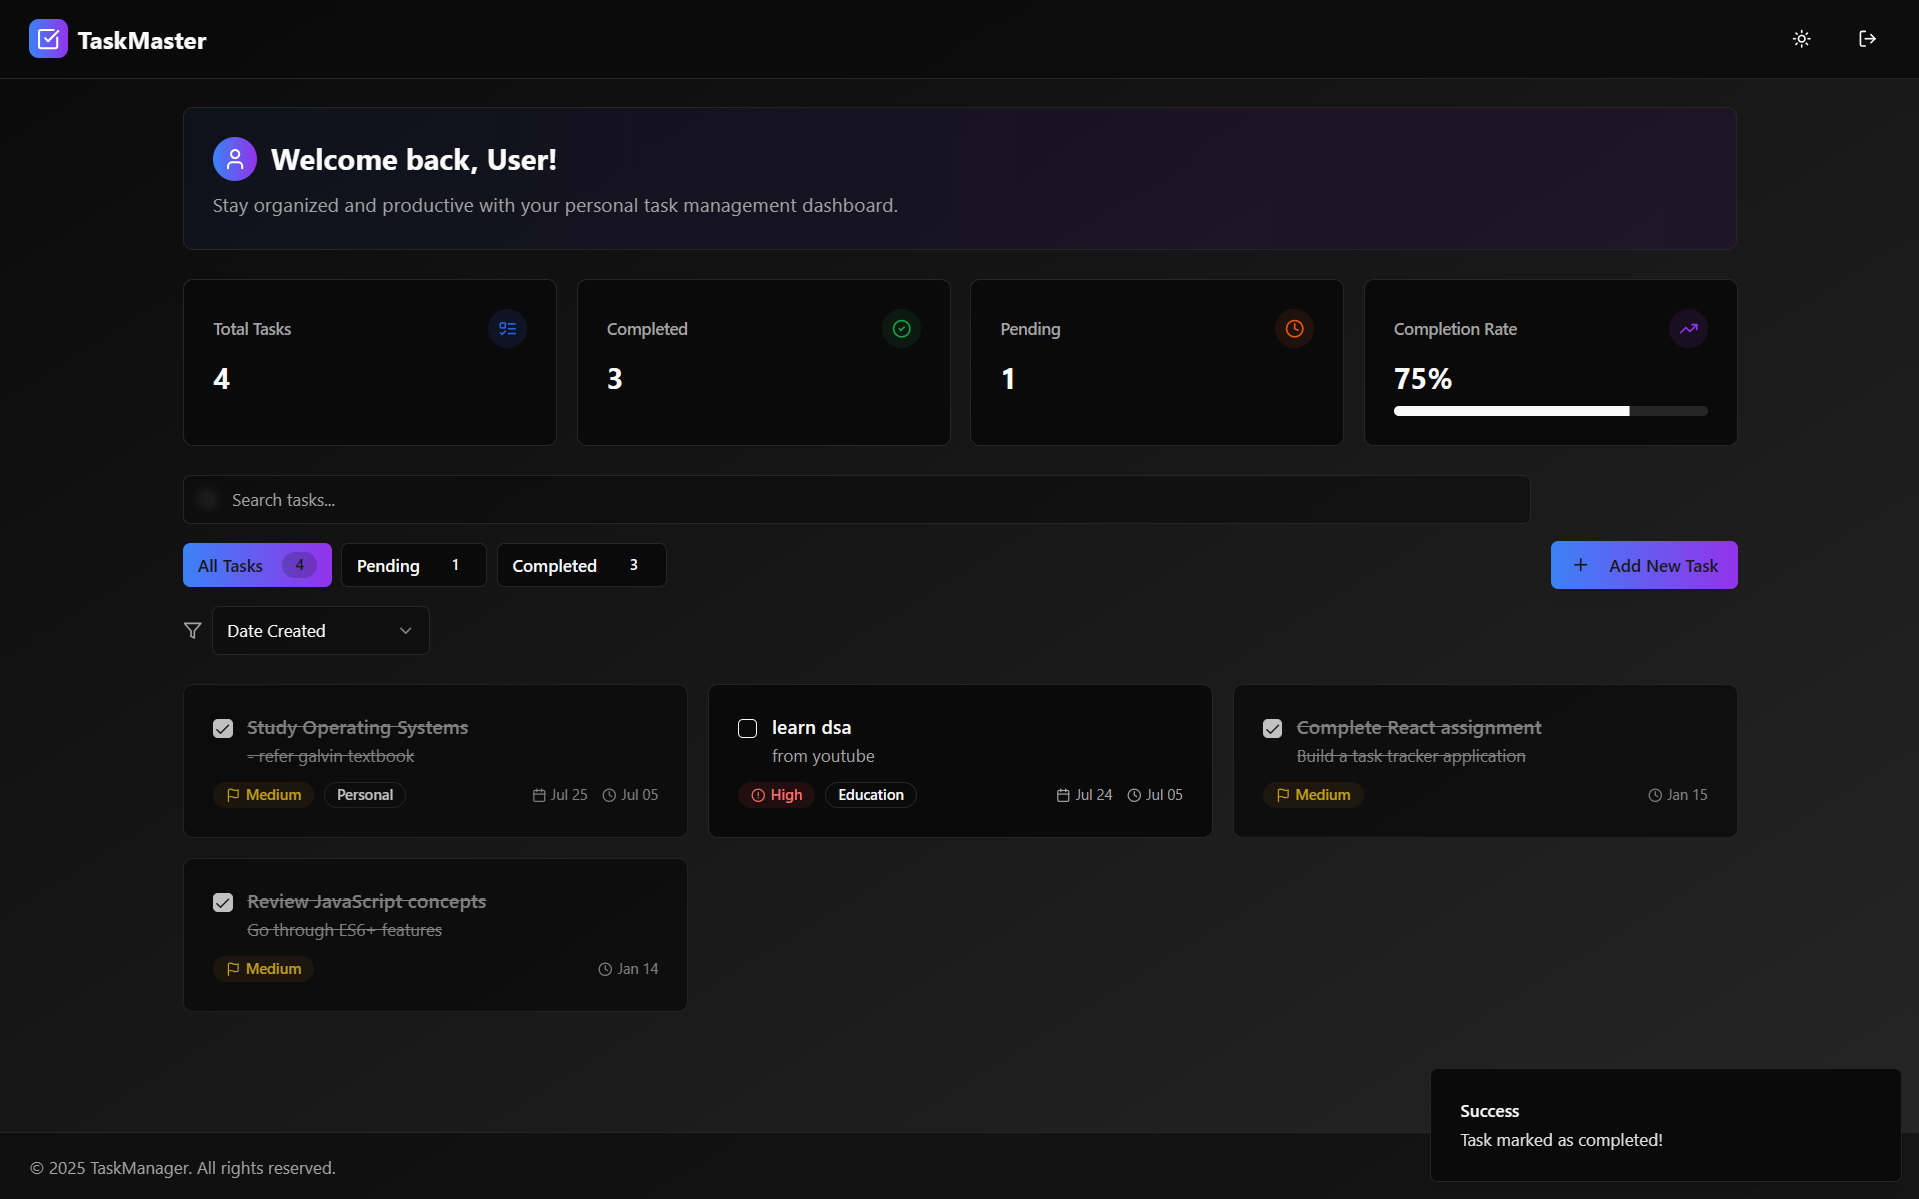 TaskMaster
Welcome back, User!
Stay organized and productive with your personal task management dashboard.
Total Tasks
4
Completed
3
Pending
1
Completion Rate
75%
Search tasks...
All Tasks 4
Pending 1
Completed 3
Add New Task
Date Created
Study Operating Systems
- refer galvin textbook
Medium Personal Jul 25 Jul 05
learn dsa
from youtube
High Education Jul 24 Jul 05
Complete React assignment
Build a task tracker application
Medium Jan 15
Review JavaScript concepts
Go through ES6+ features
Medium Jan 14
Success
Task marked as completed!
© 2025 TaskManager. All rights reserved.